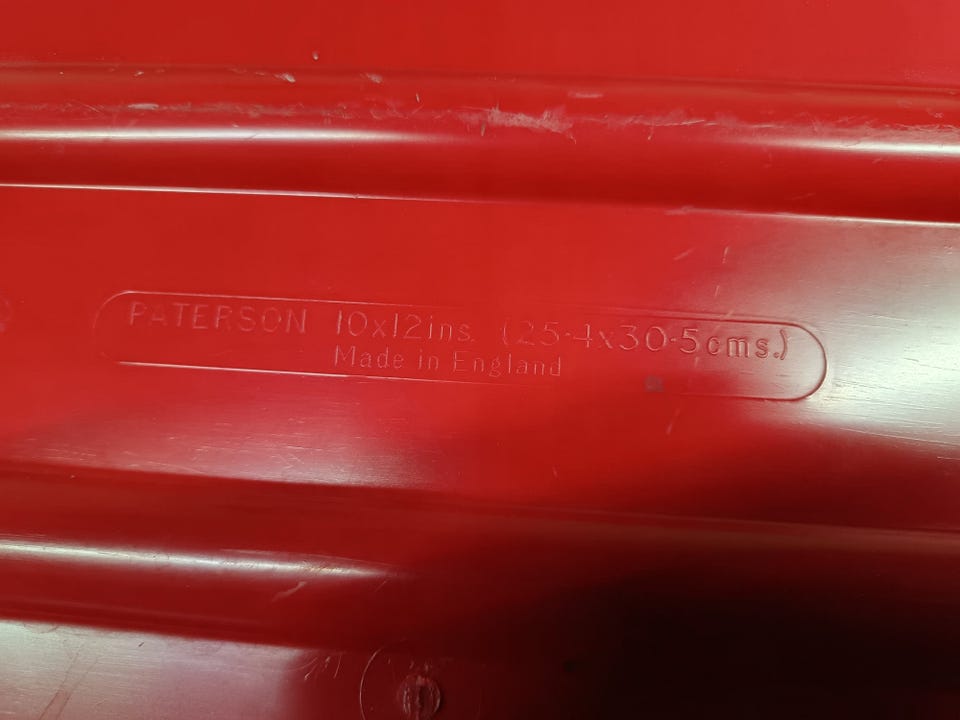 PATERSON 10x12ins. (25·4x30·5cms.)
Made in England